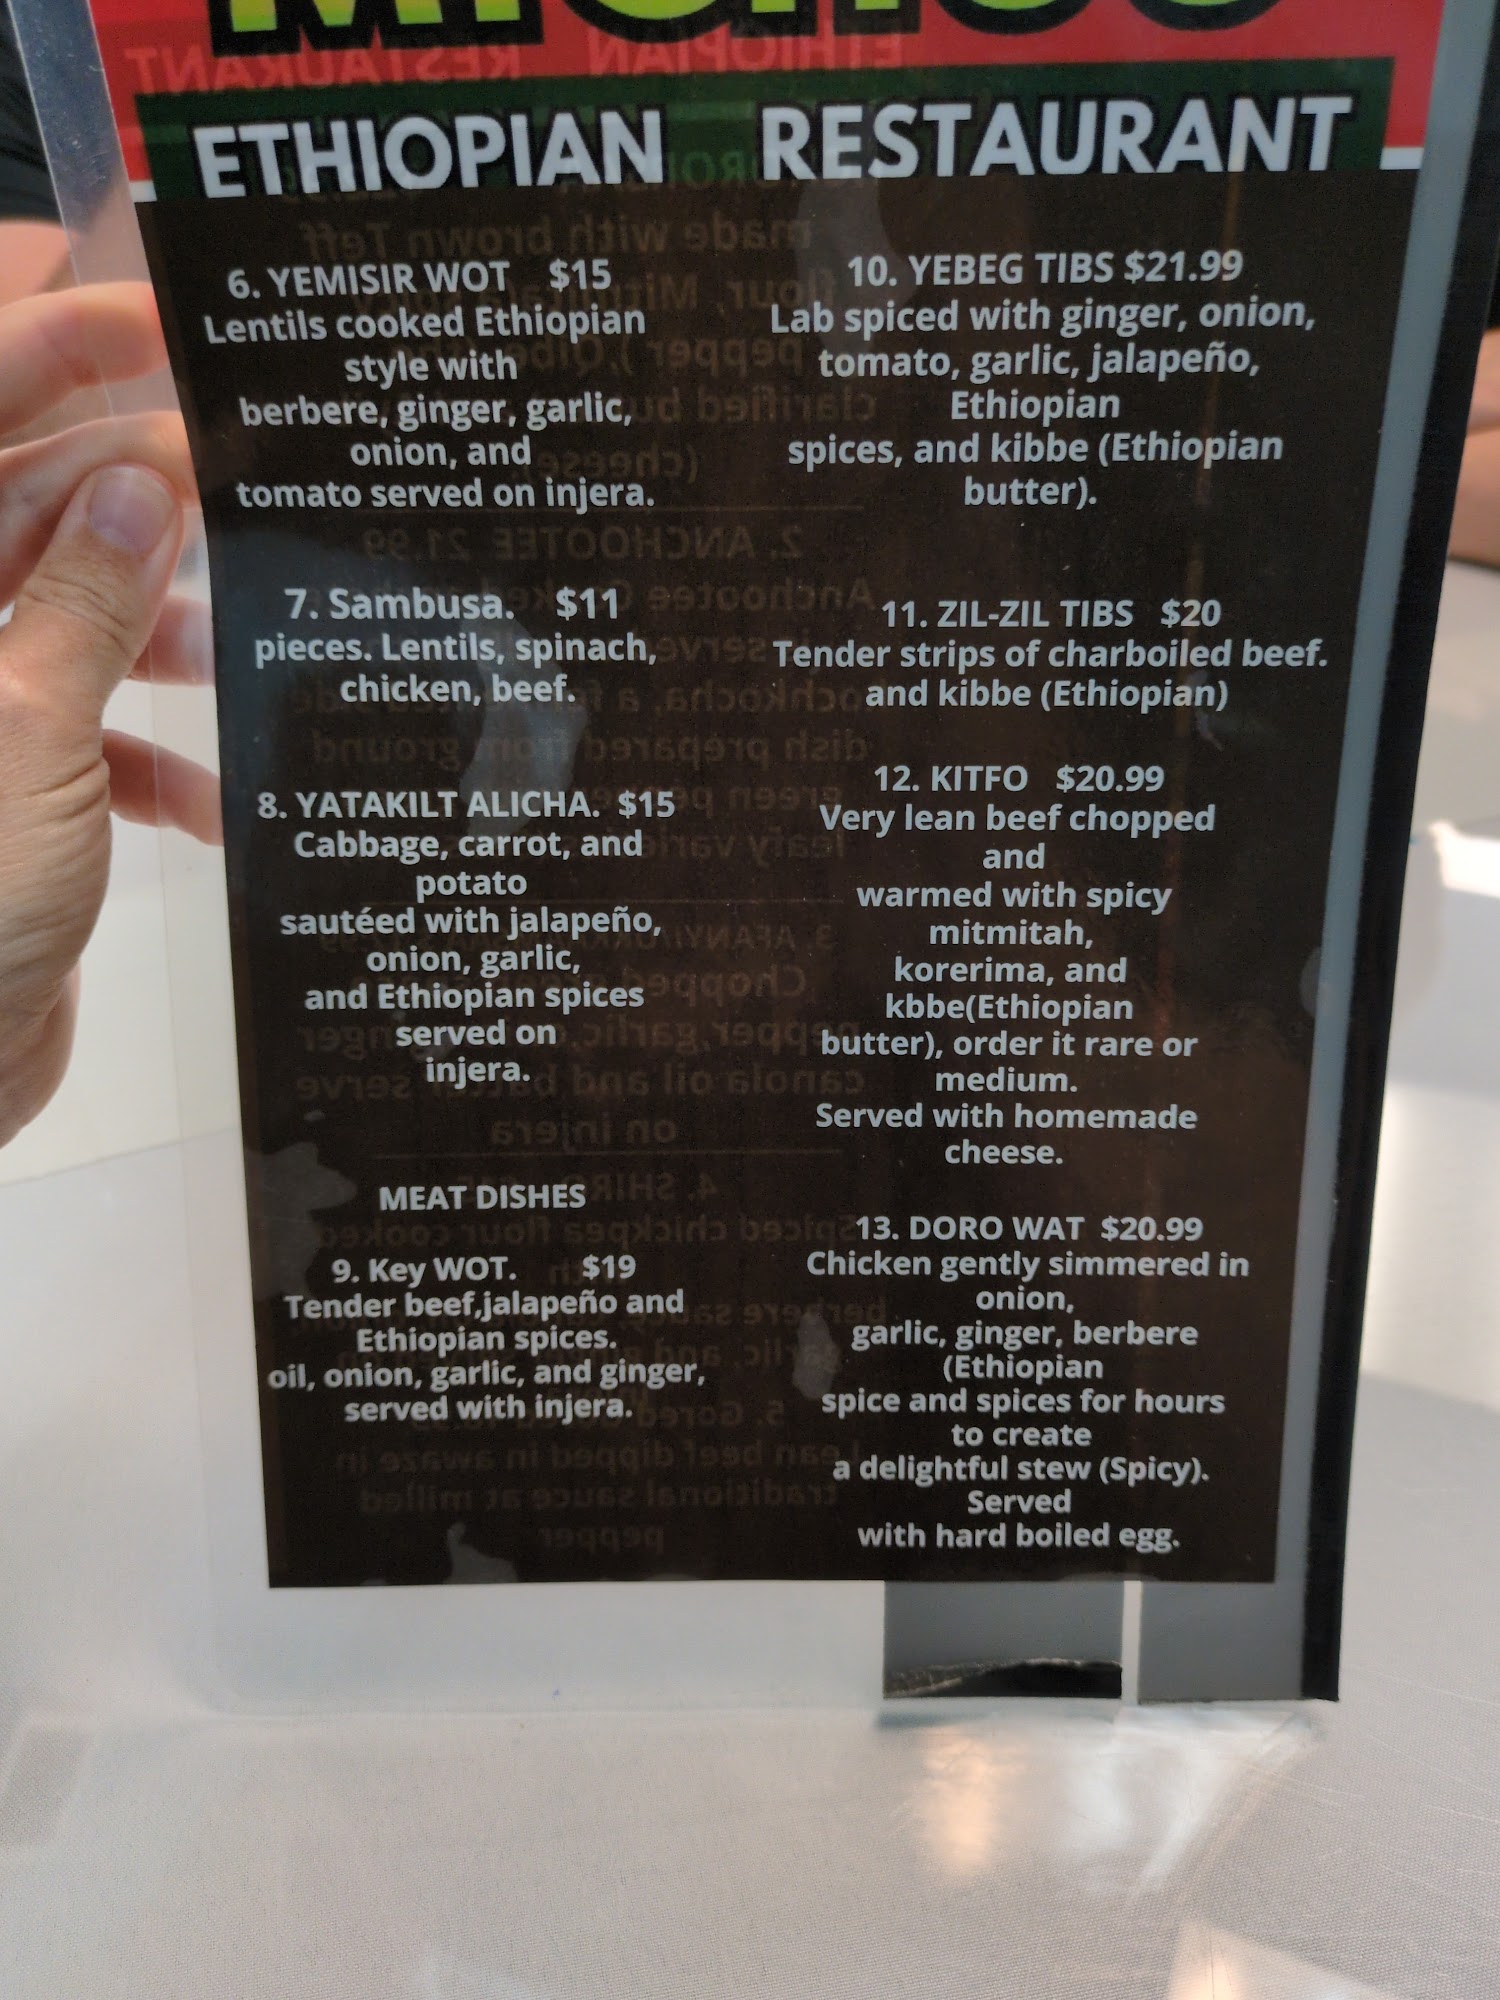 ETHIOPIAN RESTAURANT
6. YEMISIR WOT $15
Lentils cooked Ethiopian
style with
berbere, ginger, garlic,
onion, and
tomato served on injera.
7. Sambusa. $11
pieces. Lentils, spinach,
chicken, beef.
8. YATAKILT ALICHA. $15
Cabbage, carrot, and
potato
sautéed with jalapeño,
onion, garlic,
and Ethiopian spices
served on
injera.
MEAT DISHES
9. Key WOT. $19
Tender beef,jalapeño and
Ethiopian spices.
oil, onion, garlic, and ginger,
served with injera.
10. YEBEG TIBS $21.99
Lab spiced with ginger, onion,
tomato, garlic, jalapeño,
Ethiopian
spices, and kibbe (Ethiopian
butter).
11. ZIL-ZIL TIBS $20
Tender strips of charboiled beef.
and kibbe (Ethiopian)
12. KITFO $20.99
Very lean beef chopped
and
warmed with spicy
mitmitah,
korerima, and
kbbe(Ethiopian
butter), order it rare or
medium.
Served with homemade
cheese.
13. DORO WAT $20.99
Chicken gently simmered in
onion,
garlic, ginger, berbere
(Ethiopian
spice and spices for hours
to create
a delightful stew (Spicy).
Served
with hard boiled egg.